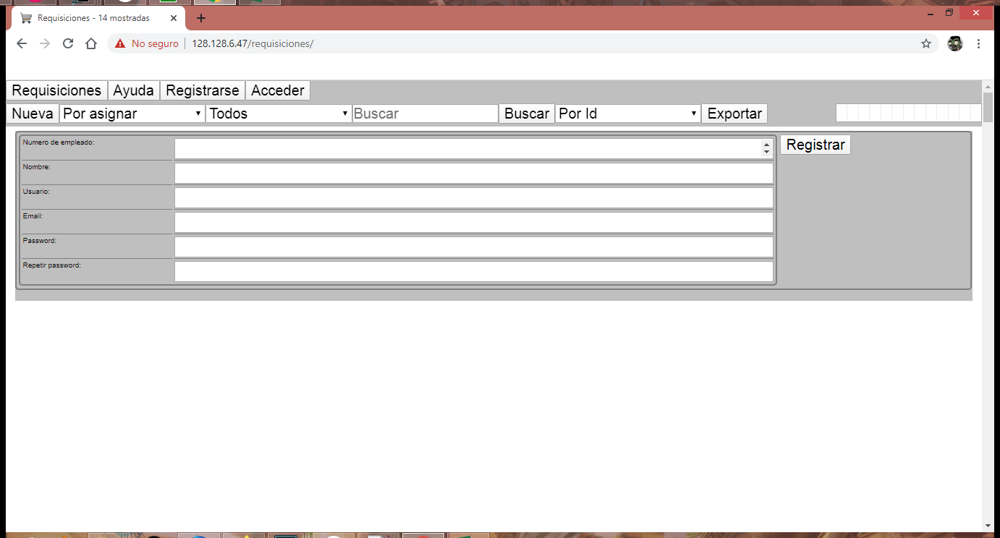 Requisiciones - 14 mostradas
No seguro 128.128.6.47/requisiciones/
Requisiciones Ayuda Registrarse Acceder
Nueva Por asignar Todos Buscar Buscar Por Id Exportar
Numero de empleado: Registrar
Nombre:
Usuario:
Email:
Password:
Repetir password: